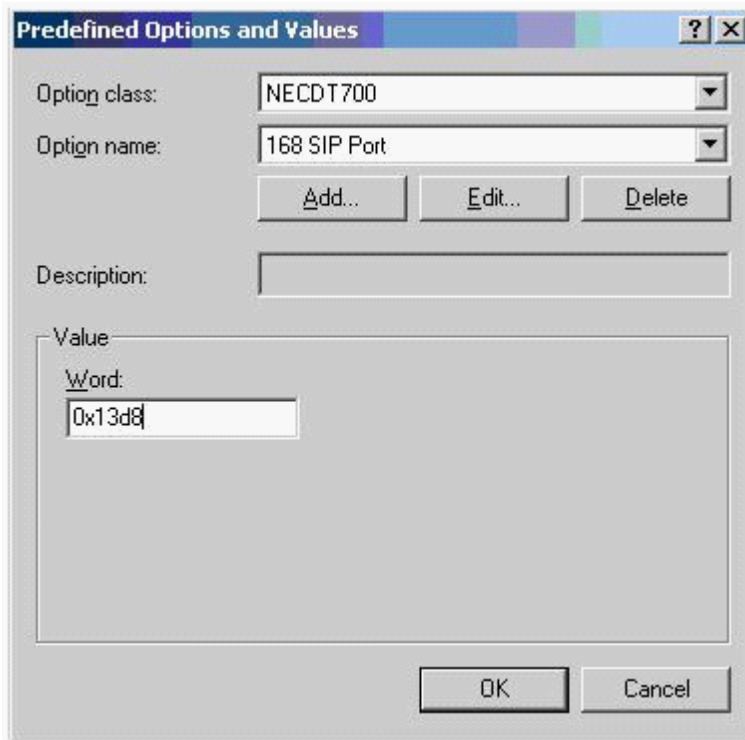 Predefined Options and Values
Option class: NECDT700
Option name: 168 SIP Port
Add... Edit... Delete
Description:
Value
Word:
0x13d8
OK Cancel